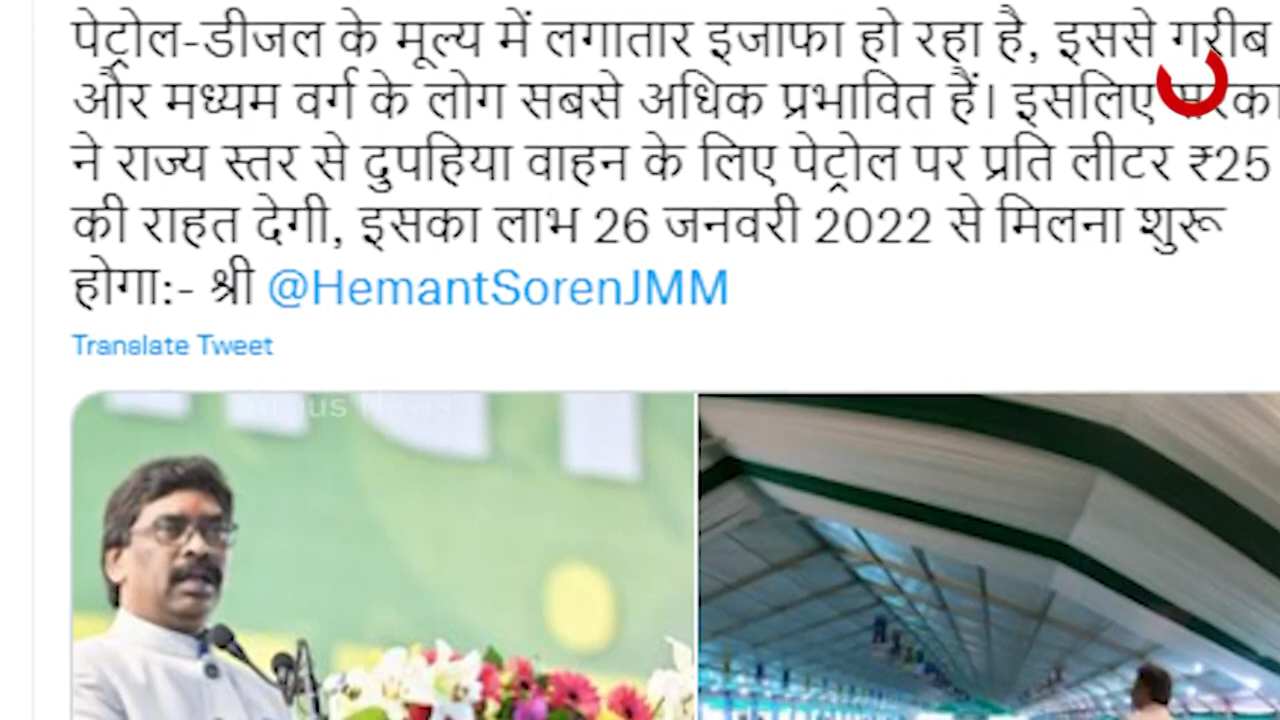 पेट्रोल-डीजल के मूल्य में लगातार इजाफा हो रहा है, इससे गरीब
और मध्यम वर्ग के लोग सबसे अधिक प्रभावित हैं। इसलिए
ने राज्य स्तर से दुपहिया वाहन के लिए पेट्रोल पर प्रति लीटर ₹25
की राहत देगी, इसका लाभ 26 जनवरी 2022 से मिलना शुरू
होगा:- श्री @HemantSorenJMM
Translate Tweet